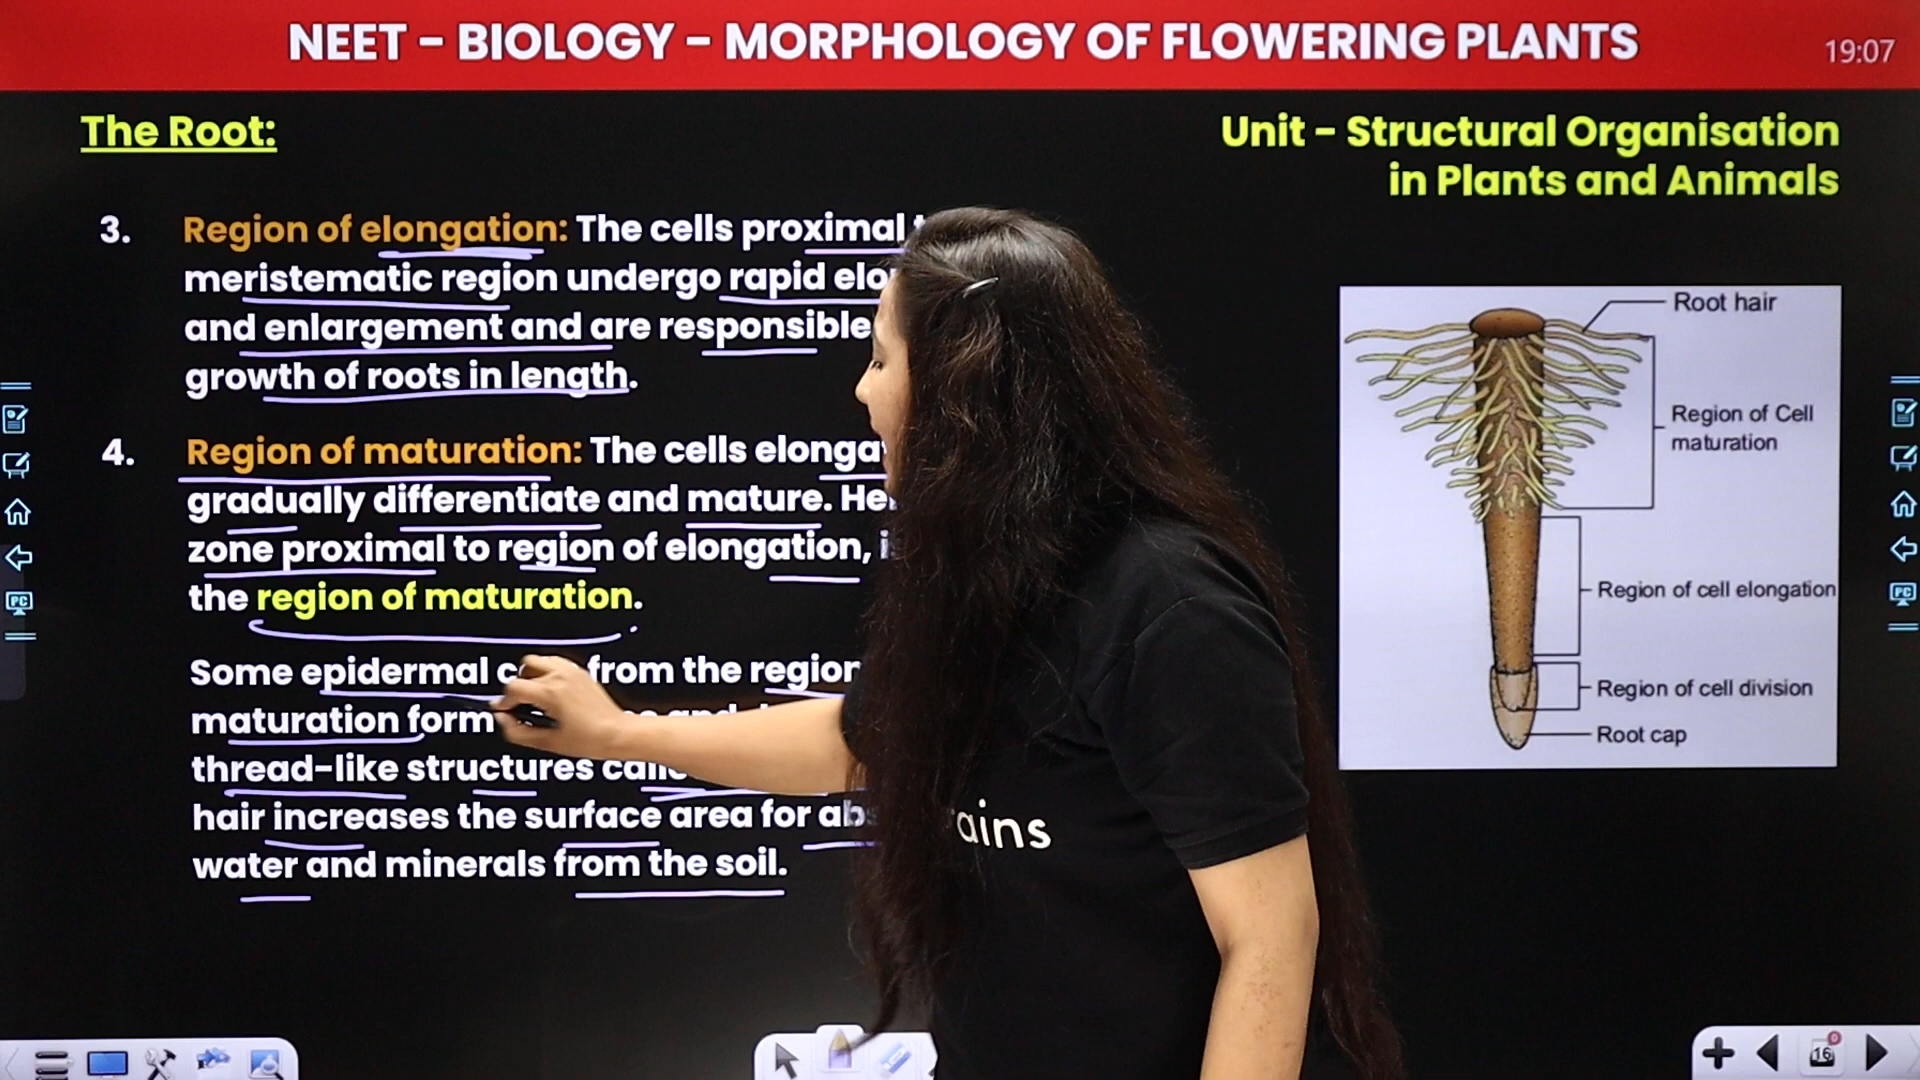 NEET - BIOLOGY - MORPHOLOGY OF FLOWERING PLANTS
19:07
The Root:
Unit - Structural Organisation
in Plants and Animals
3. Region of elongation: The cells proximal
meristematic region undergo rapid
and enlargement and are responsible
growth of roots in length.
4. Region of maturation: The cells
gradually differentiate and mature.
zone proximal to region of elongation,
the region of maturation.
Some epidermal from the region
maturation form
thread-like structures
hair increases the surface area for
water and minerals from the soil.
Root hair
Region of Cell
maturation
Region of cell elongation
Region of cell division
Root cap
ains
PC
PC
16
0